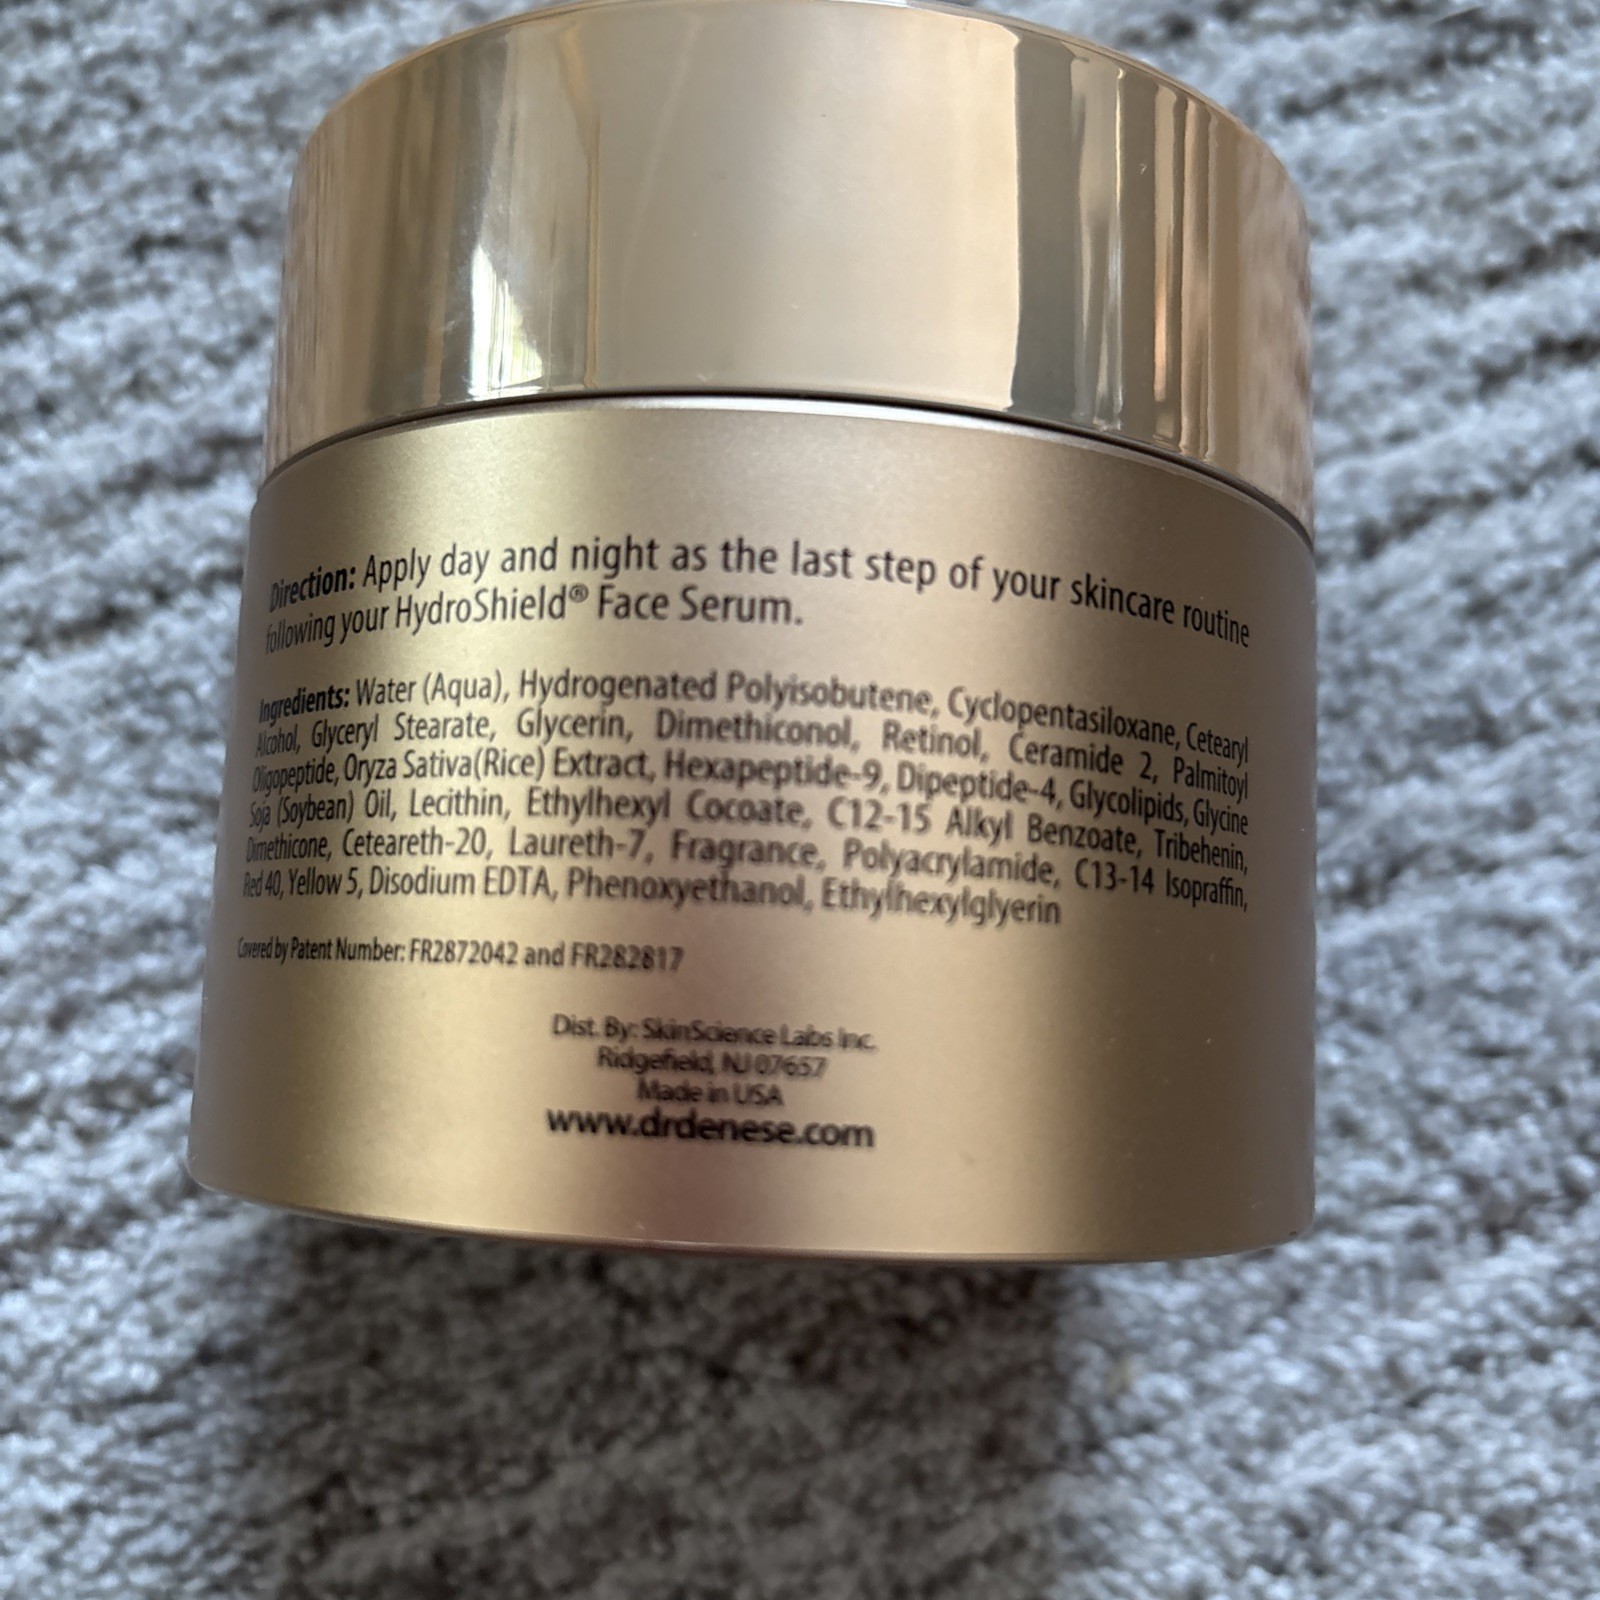 Direction: Apply day and night as the last step of your skincare routine
following your HydroShield® Face Serum.
Ingredients: Water (Aqua), Hydrogenated Polyisobutene, Cyclopentasiloxane, Cetearyl
Alcohol, Glyceryl Stearate, Glycerin, Dimethiconol, Retinol, Ceramide 2, Palmitoyl
Oligopeptide, Oryza Sativa(Rice) Extract, Hexapeptide-9, Dipeptide-4, Glycolipids, Glycine
Soja (Soybean) Oil, Lecithin, Ethylhexyl Cocoate, C12-15 Alkyl Benzoate, Tribehenin,
Dimethicone, Ceteareth-20, Laureth-7, Fragrance, Polyacrylamide, C13-14 Isopraffin,
Red 40, Yellow 5, Disodium EDTA, Phenoxyethanol, Ethylhexylglyerin
Covered by Patent Number: FR2872042 and FR282817
Dist. By: SkinScience Labs Inc.
Ridgefield, NJ 07657
Made in USA
www.drdenese.com